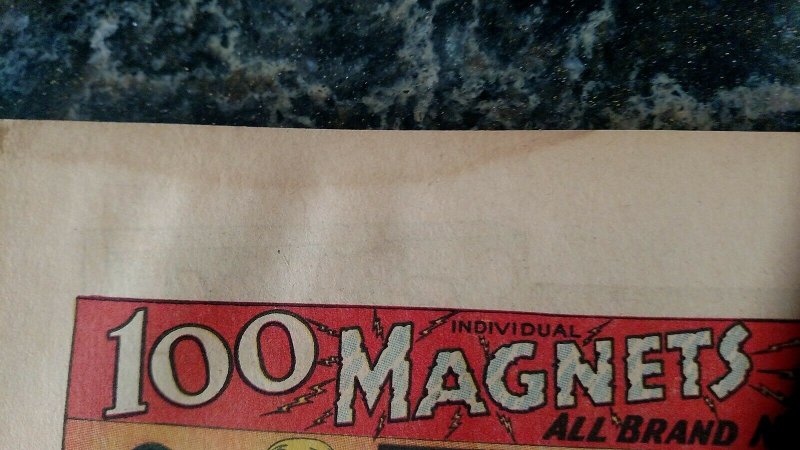 100 INDIVIDUAL MAGNETS
ALL BRAND